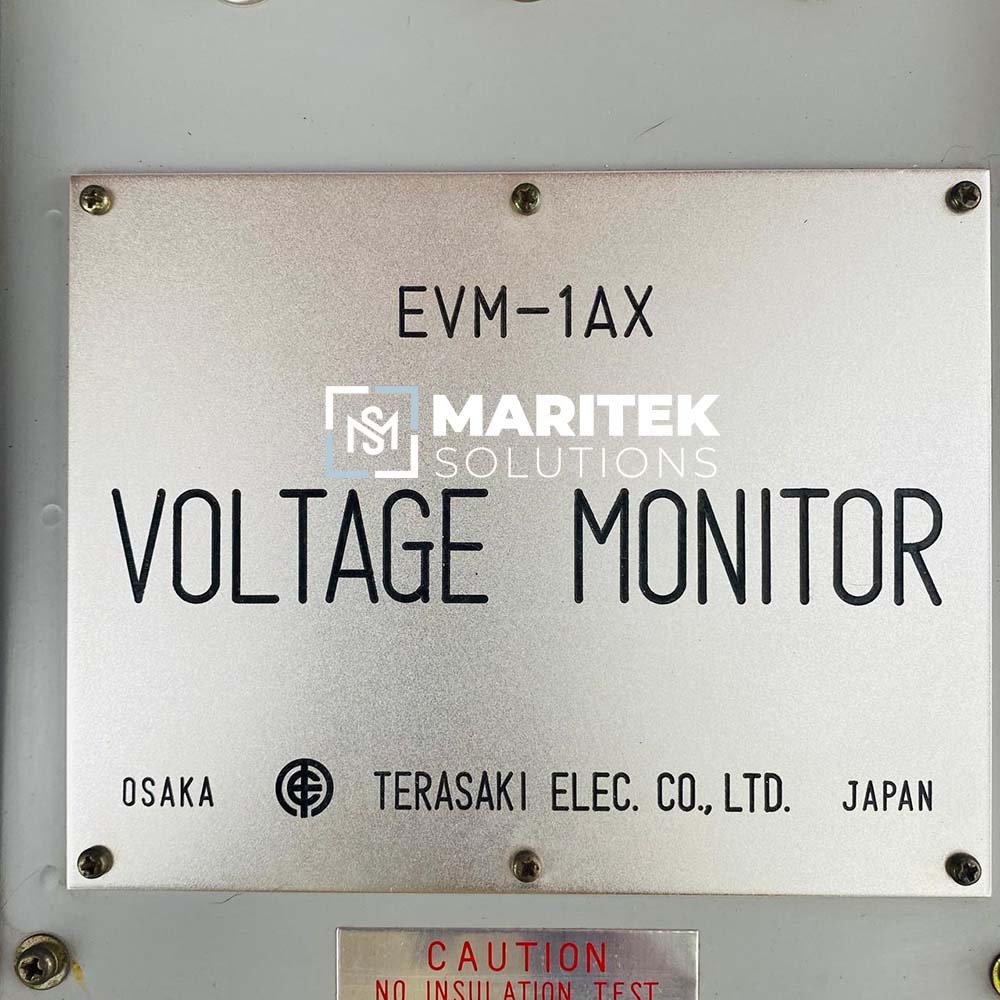 EVM-1AX
MARITEK
SOLUTIONS
VOLTAGE MONITOR
OSAKA TERASAKI ELEC. CO., LTD. JAPAN
CAUTION
NO INSULATION TEST